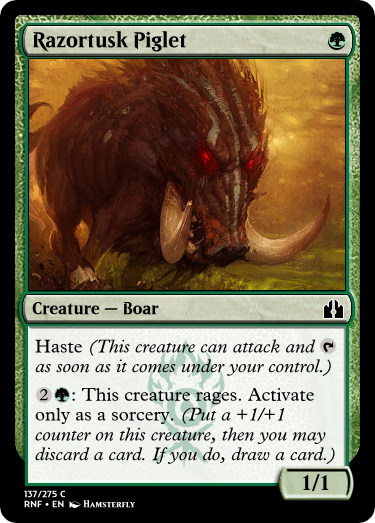 Razortusk Piglet
Creature — Boar
Haste (This creature can attack and
as soon as it comes under your control.)
2 : This creature rages. Activate
only as a sorcery. (Put a +1/+1
counter on this creature, then you may
discard a card. If you do, draw a card.)
1/1
137/275 C
RNF • EN Hamsterfly